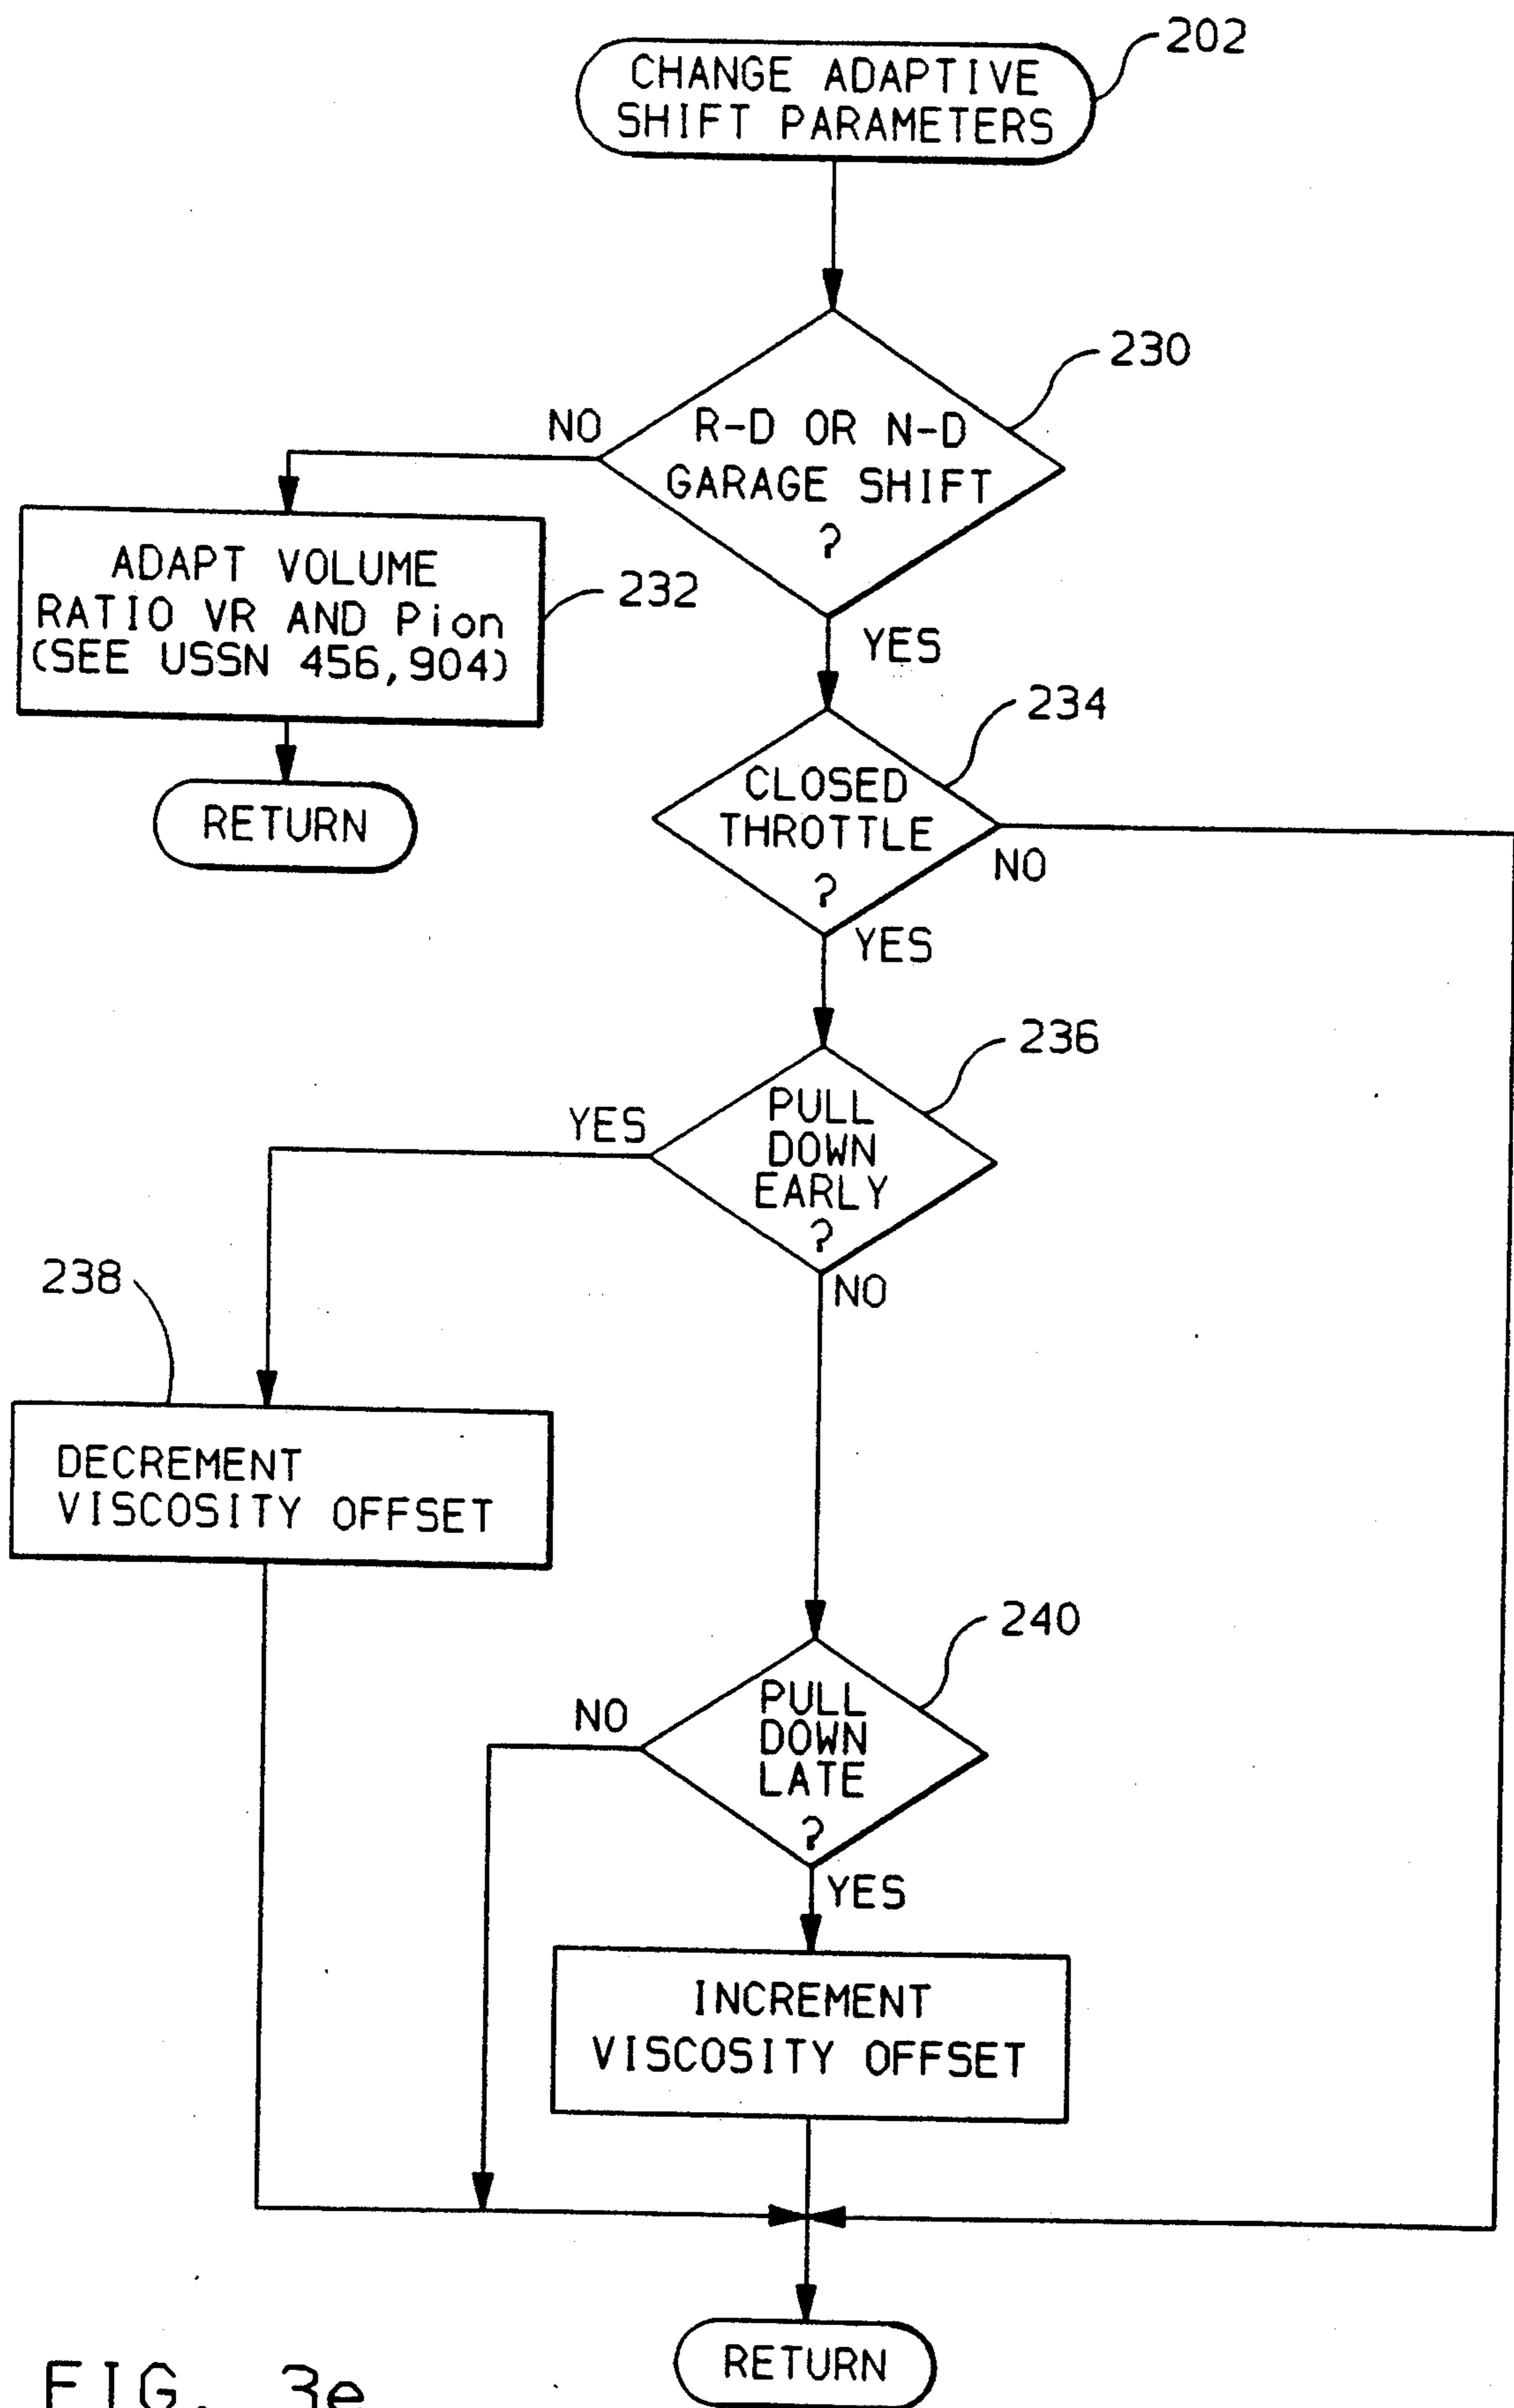 202
CHANGE ADAPTIVE
SHIFT PARAMETERS
230
NO
R-D OR N-D
GARAGE SHIFT
?
ADAPT VOLUME
RATIO VR AND Pion
(SEE USSN 456,904)
232
YES
RETURN
234
CLOSED
THROTTLE
?
NO
YES
236
YES
PULL
DOWN
EARLY
?
NO
238
DECREMENT
VISCOSITY OFFSET
240
NO
PULL
DOWN
LATE
?
YES
INCREMENT
VISCOSITY OFFSET
RETURN
FIG. 3e